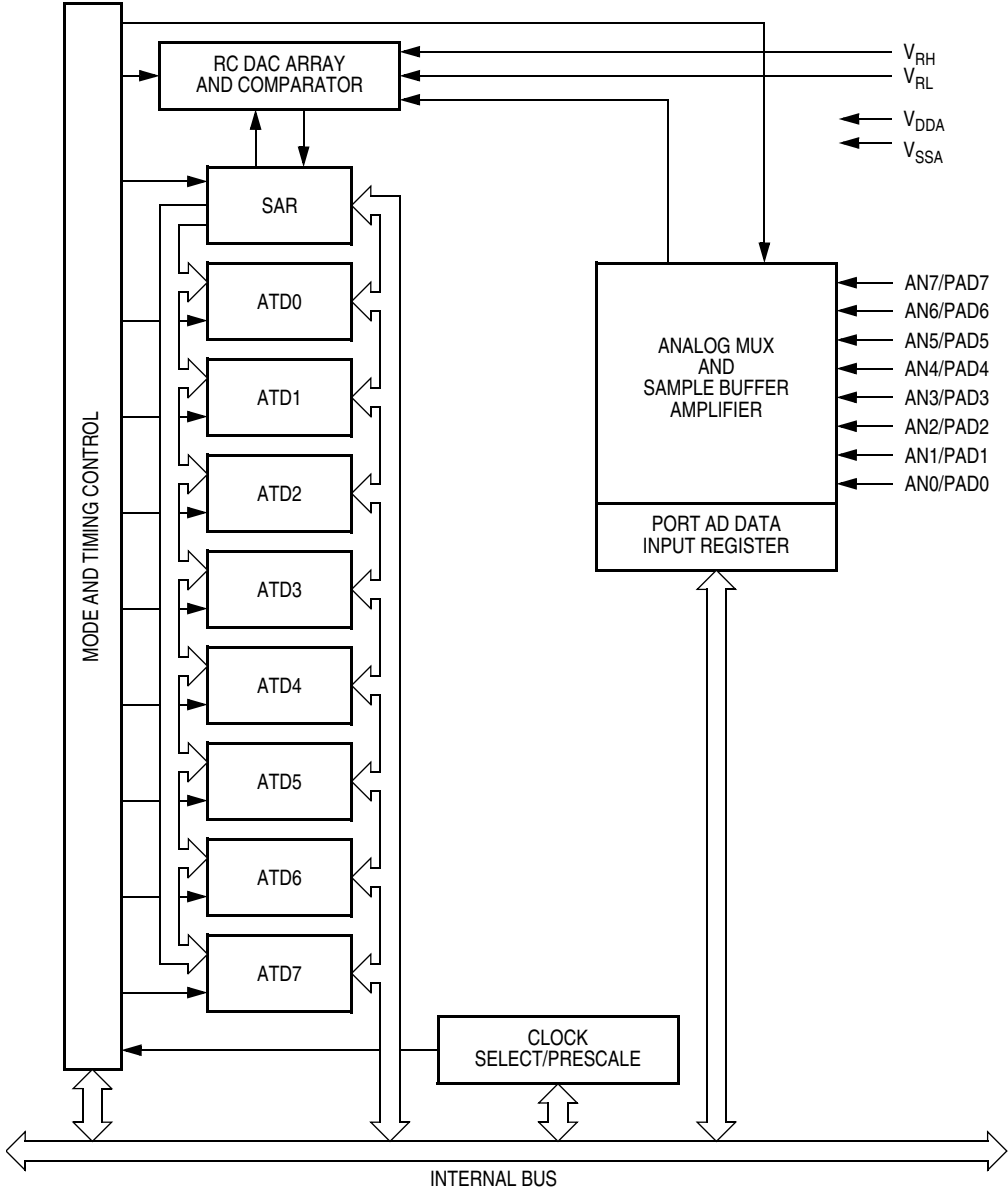 RC DAC ARRAY
AND COMPARATOR
V_RH
V_RL
V_DDA
V_SSA
SAR
MODE AND TIMING CONTROL
ATD0
ATD1
ATD2
ATD3
ATD4
ATD5
ATD6
ATD7
ANALOG MUX
AND
SAMPLE BUFFER
AMPLIFIER
AN7/PAD7
AN6/PAD6
AN5/PAD5
AN4/PAD4
AN3/PAD3
AN2/PAD2
AN1/PAD1
AN0/PAD0
PORT AD DATA
INPUT REGISTER
CLOCK
SELECT/PRESCALE
INTERNAL BUS